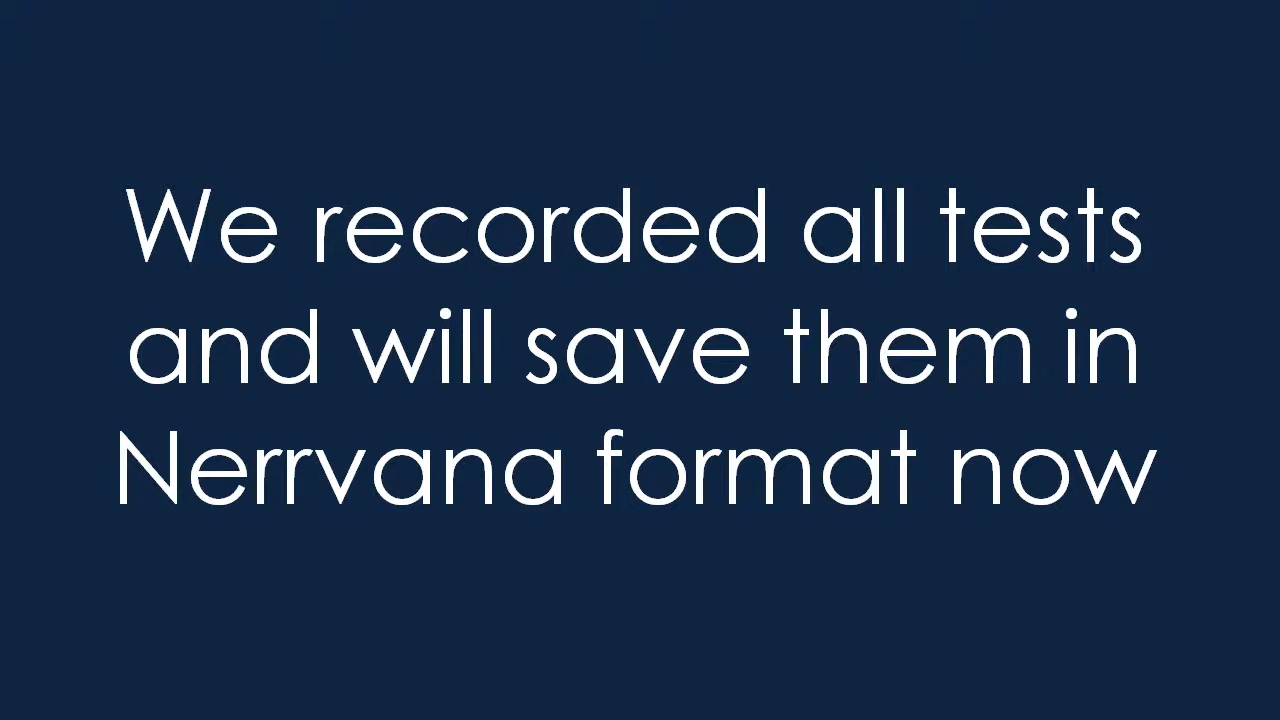 We recorded all tests
and will save them in
Nerrvana format now